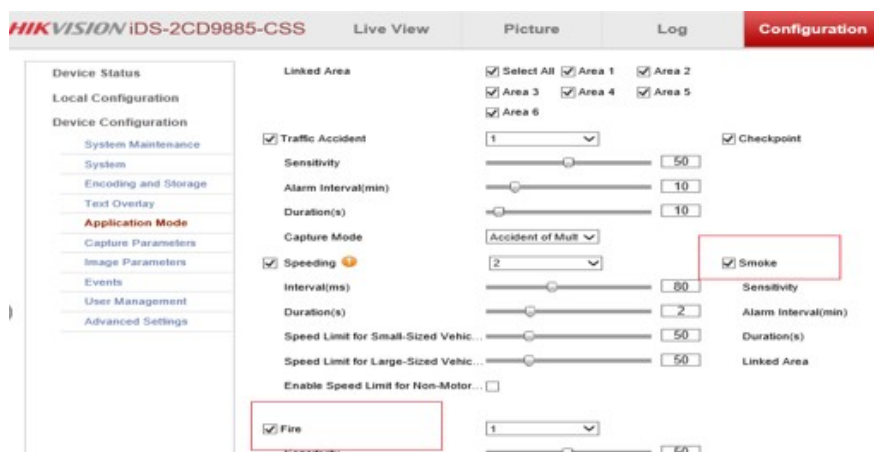 HIKVISION iDS-2CD9885-CSS Live View Picture Log Configuration
Device Status
Local Configuration
Device Configuration
System Maintenance
System
Encoding and Storage
Text Overlay
Application Mode
Capture Parameters
Image Parameters
Events
User Management
Advanced Settings
Linked Area Select All Area 1 Area 2
Area 3 Area 4 Area 5
Area 6
Traffic Accident 1 Checkpoint
Sensitivity 50
Alarm Interval(min) 10
Duration(s) 10
Capture Mode Accident of Mult
Speeding 2 Smoke
Interval(ms) 80 Sensitivity
Duration(s) 2 Alarm Interval(min)
Speed Limit for Small-Sized Vehic... 50 Duration(s)
Speed Limit for Large-Sized Vehic... 50 Linked Area
Enable Speed Limit for Non-Motor...
Fire 1
Sensitivity 50